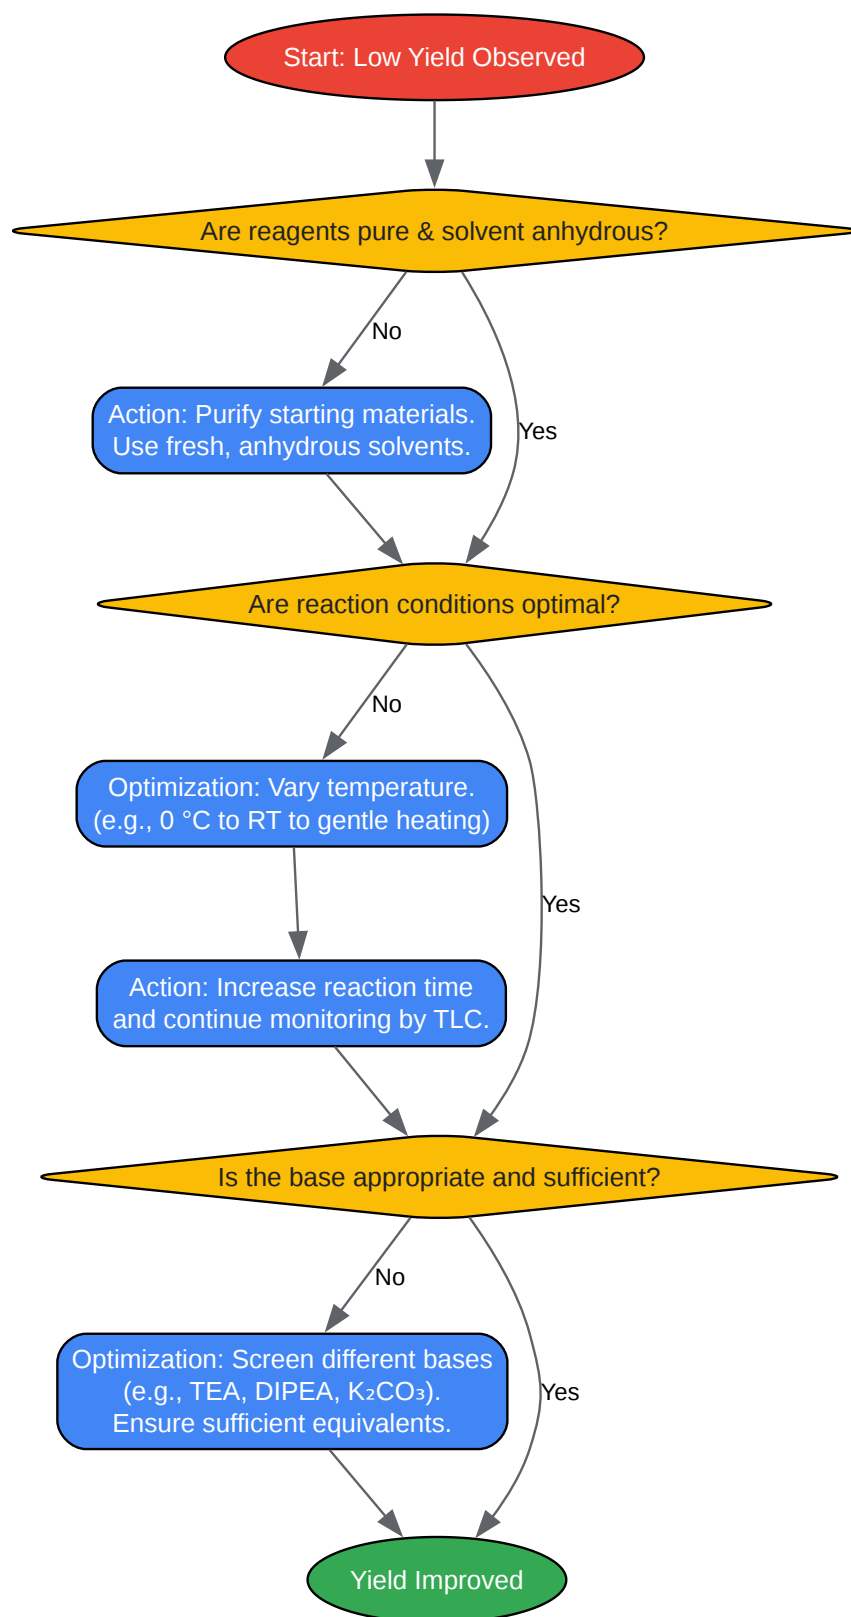 Start: Low Yield Observed
Are reagents pure & solvent anhydrous?
No
Action: Purify starting materials.
Use fresh, anhydrous solvents.
Yes
Are reaction conditions optimal?
No
Optimization: Vary temperature.
(e.g., 0 °C to RT to gentle heating)
Yes
Action: Increase reaction time
and continue monitoring by TLC.
Is the base appropriate and sufficient?
No
Optimization: Screen different bases
(e.g., TEA, DIPEA, K₂CO₃).
Ensure sufficient equivalents.
Yes
Yield Improved